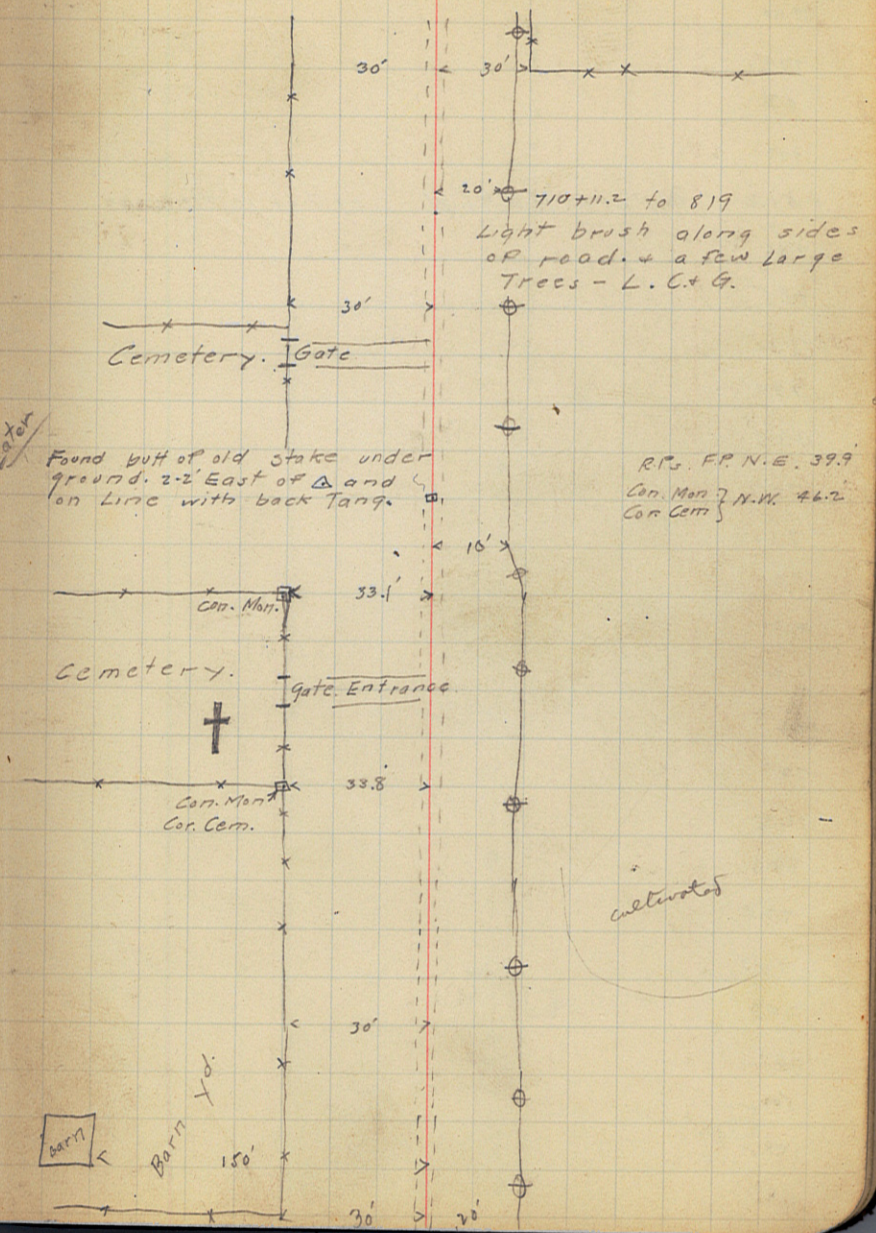 30' 30'
20' 710+11.2 to 819
Light brush along sides
of road. & a few Large
Trees - L. C. & G.
30'
Cemetery. Gate
ater
Found butt of old stake under
ground. 2.2' East of △ and
on Line with back Tang.
R.Ps. F.P. N.E. 39.9
Con. Mon. } N.W. 46.2
Cor. Cem }
10'
33.1'
Con. Mon.
Cemetery.
gate. Entrance
33.8'
Con. Mon
Cor. Cem.
cultivated
30'
Barn Yd.
Barn
150'
30' 20'